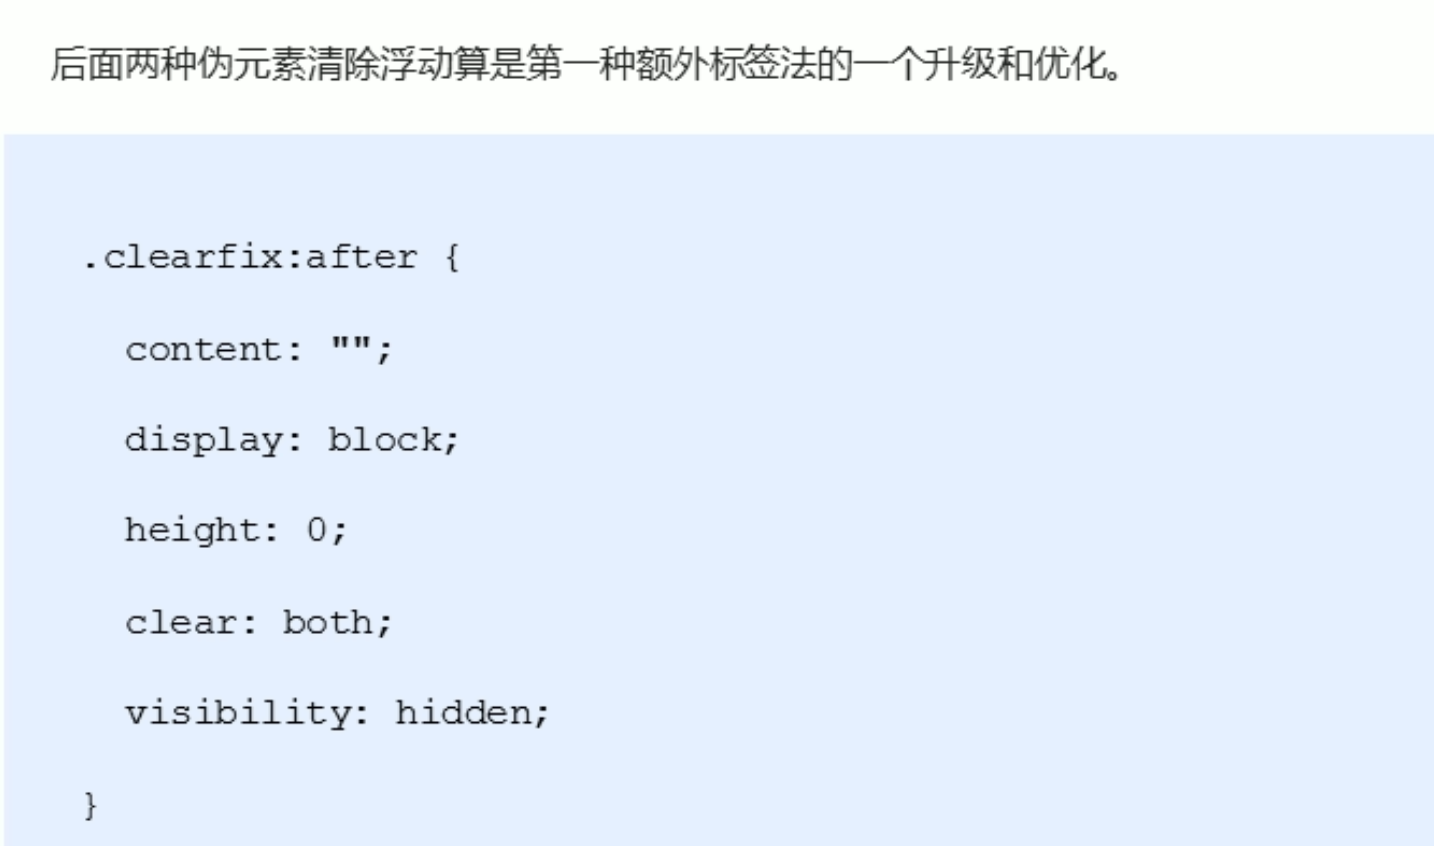 后面两种伪元素清除浮动算是第一种额外标签法的一个升级和优化。
.clearfix:after {
content: "";
display: block;
height: 0;
clear: both;
visibility: hidden;
}